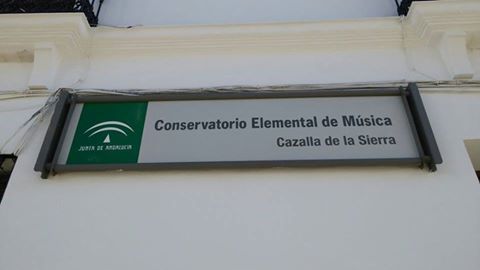 Conservatorio Elemental de Música
Cazalla de la Sierra
JUNTA DE ANDALUCIA